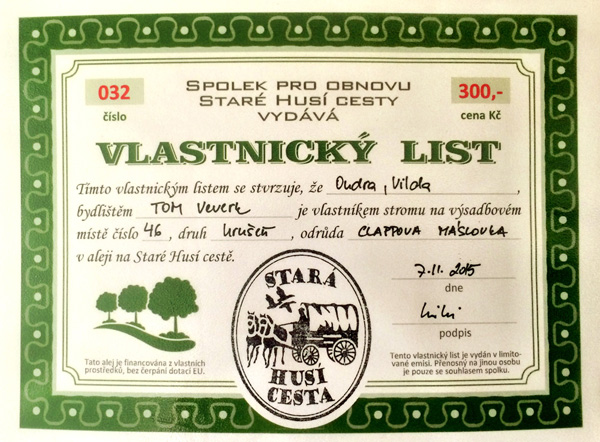 032
číslo
SPOLEK PRO OBNOVU
STARÉ HUSÍ CESTY
VYDÁVÁ
300,-
cena Kč
VLASTNICKÝ LIST
Tímto vlastnickým listem se stvrzuje, že Ondra, Vilda,
bydlištěm TOM je vlastníkem stromu na výsadbovém
místě číslo 46, druh hrušeň, odrůda CLAPPOVA MÁSLOVKA
v aleji na Staré Husí cestě.
7.11.2015
dne
podpis
STARÁ
HUSÍ
CESTA
Tato alej je financována z vlastních
prostředků, bez čerpání dotací EU.
Tento vlastnický list je vydán v limito-
vané emisi. Přenosný na jinou osobu
je pouze se souhlasem spolku.